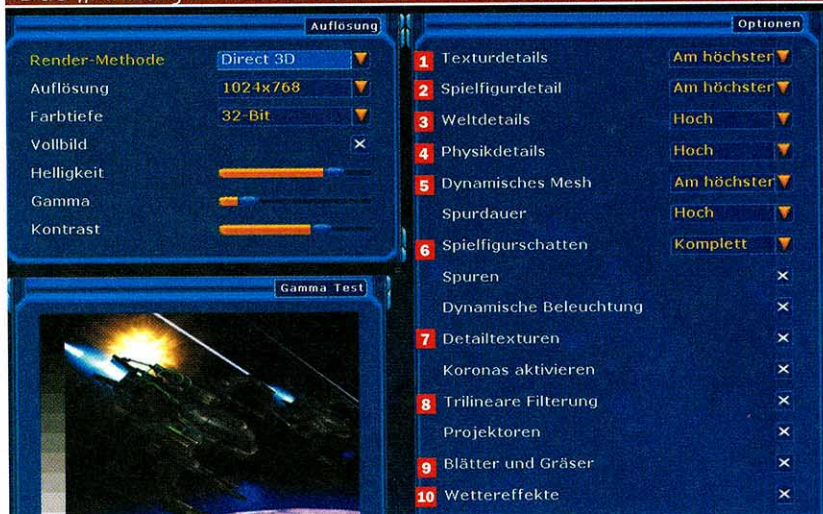 Auflösung
Render-Methode Direct 3D
Auflösung 1024x768
Farbtiefe 32-Bit
Vollbild
Helligkeit
Gamma
Kontrast
Gamma Test
Optionen
1 Texturdetails Am höchster
2 Spielfigurdetail Am höchster
3 Weltdetails Hoch
4 Physikdetails Hoch
5 Dynamisches Mesh Am höchster
Spurdauer Hoch
6 Spielfigurschatten Komplett
Spuren
Dynamische Beleuchtung
7 Detailtexturen
Koronas aktivieren
8 Trilineare Filterung
Projektoren
9 Blätter und Gräser
10 Wettereffekte